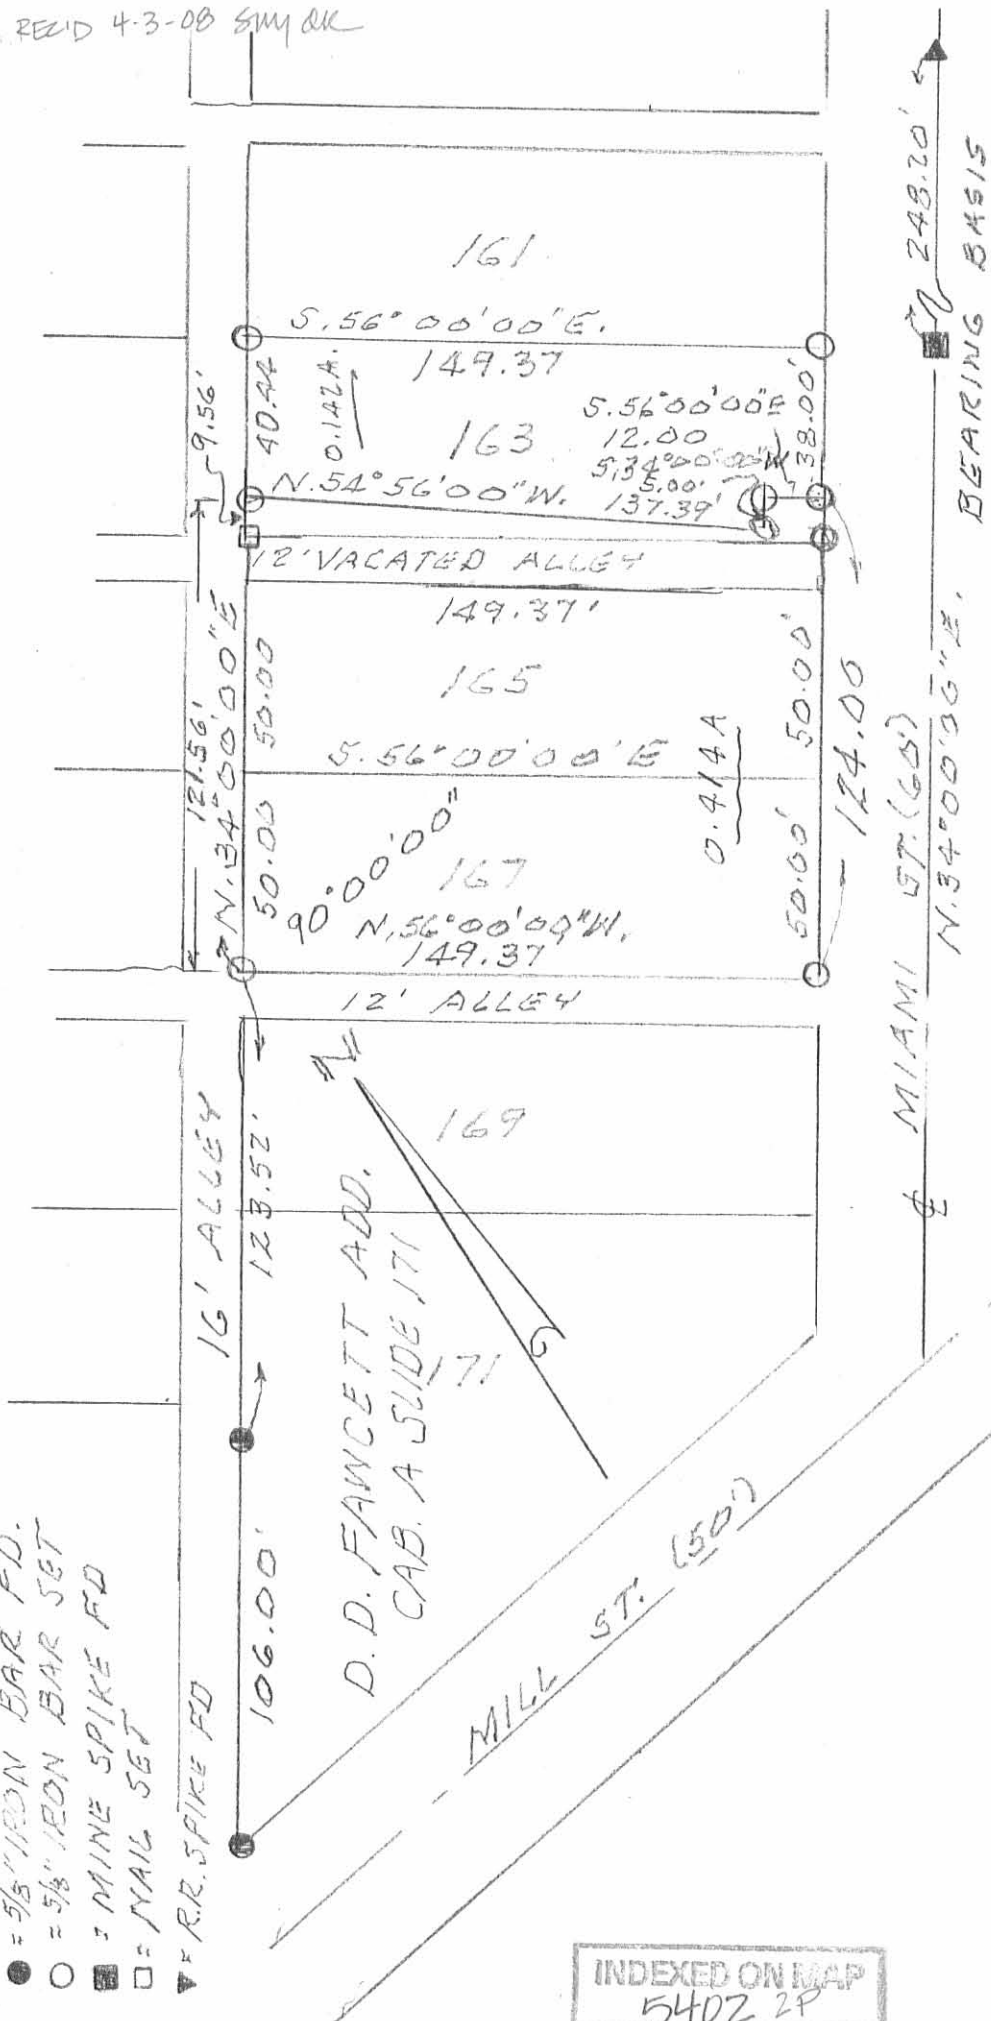 REC'D 4-3-08 SMY OK
248.20'
BEARING BASIS
161
S.56°00'00"E.
149.37
9.56'
40.44
0.142A.
163
S.56°00'00"E
12.00
S.34°00'00"W
5.00'
38.00'
N.54°56'00"W.
137.39'
12' VACATED ALLEY
149.37'
121.56'
N.34°00'00"E
50.00
165
50.00'
S.56°00'00"E
0.414A
124.00
50.00
90°00'00"
167
N.56°00'00"W.
149.37
50.00'
12' ALLEY
MIAMI ST. (60')
N.34°00'00"E.
16' ALLEY
123.52'
169
D.D. FAWCETT ADD.
CAB. A SLIDE 171
171
106.00'
MILL ST. (50')
● = 5/8" IRON BAR FD.
○ = 5/8" IRON BAR SET
■ = MINE SPIKE FD
□ = NAIL SET
▲ = R.R. SPIKE FD
INDEXED ON MAP
5402 2P